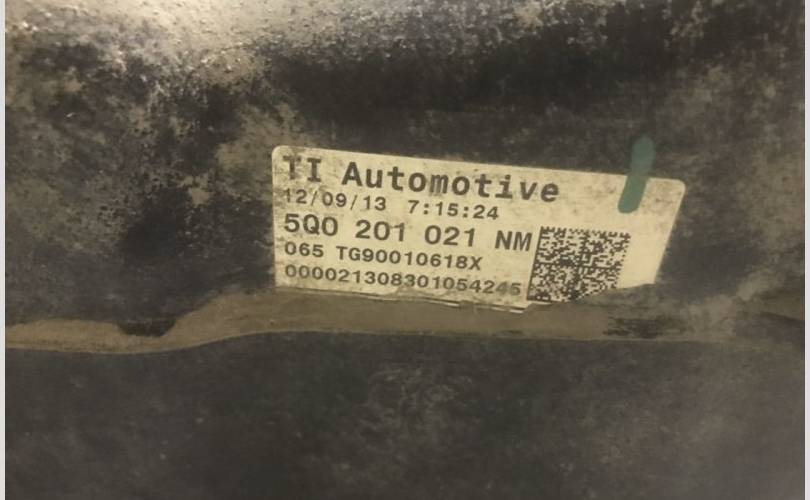 TI Automotive
12/09/13 7:15:24
5Q0 201 021 NM
065 TG90010618X
000021308301054245